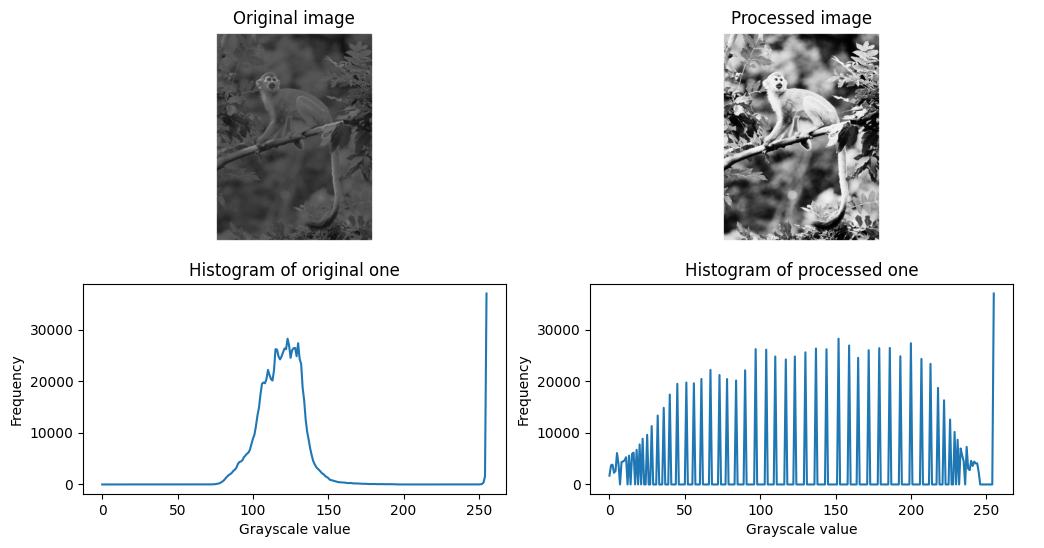 Original image
Processed image
Histogram of original one
Histogram of processed one
Frequency
30000
20000
10000
0
0 50 100 150 200 250
Grayscale value
Frequency
30000
20000
10000
0
0 50 100 150 200 250
Grayscale value